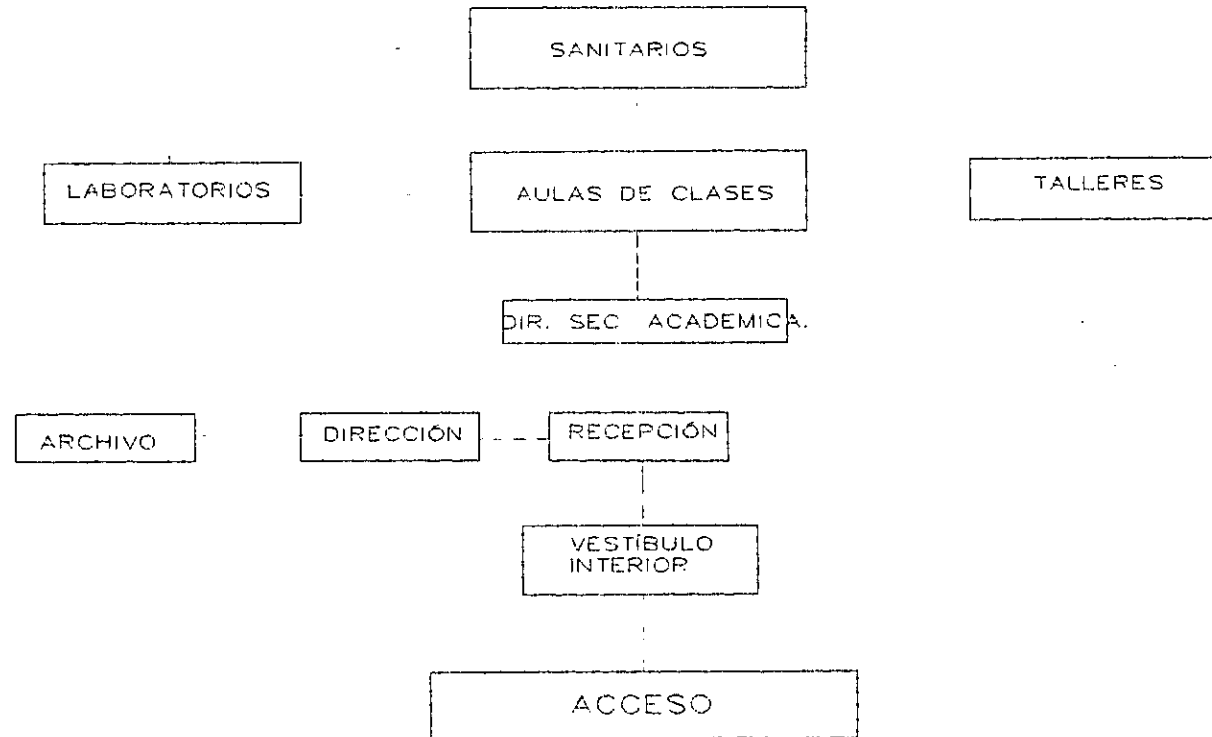 SANITARIOS
LABORATORIOS
AULAS DE CLASES
TALLERES
DIR. SEC ACADEMICA.
ARCHIVO
DIRECCIÓN
RECEPCIÓN
VESTÍBULO
INTERIOR
ACCESO